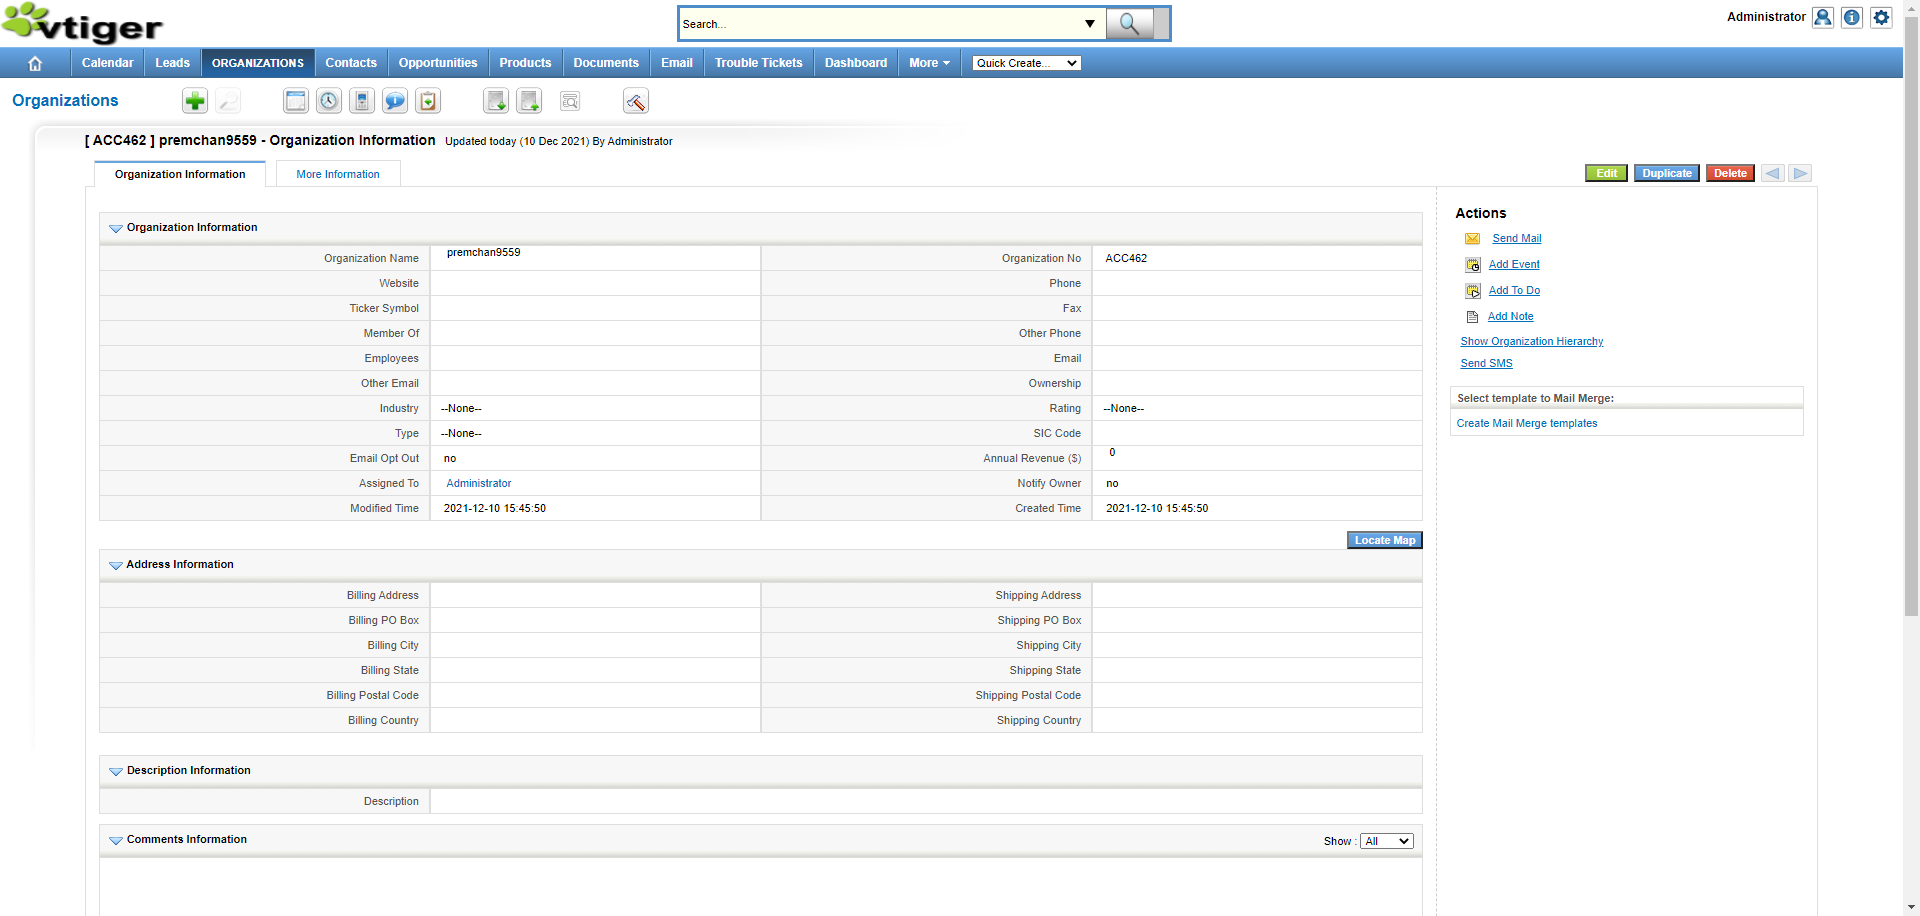 vtiger
Search...
Administrator
Calendar Leads ORGANIZATIONS Contacts Opportunities Products Documents Email Trouble Tickets Dashboard More Quick Create...
Organizations
[ ACC462 ] premchan9559 - Organization Information Updated today (10 Dec 2021) By Administrator
Organization Information More Information
Edit Duplicate Delete
Organization Information
Organization Name premchan9559 Organization No ACC462
Website Phone
Ticker Symbol Fax
Member Of Other Phone
Employees Email
Other Email Ownership
Industry --None-- Rating --None--
Type --None-- SIC Code
Email Opt Out no Annual Revenue ($) 0
Assigned To Administrator Notify Owner no
Modified Time 2021-12-10 15:45:50 Created Time 2021-12-10 15:45:50
Locate Map
Address Information
Billing Address Shipping Address
Billing PO Box Shipping PO Box
Billing City Shipping City
Billing State Shipping State
Billing Postal Code Shipping Postal Code
Billing Country Shipping Country
Description Information
Description
Comments Information Show : All
Actions
Send Mail
Add Event
Add To Do
Add Note
Show Organization Hierarchy
Send SMS
Select template to Mail Merge:
Create Mail Merge templates